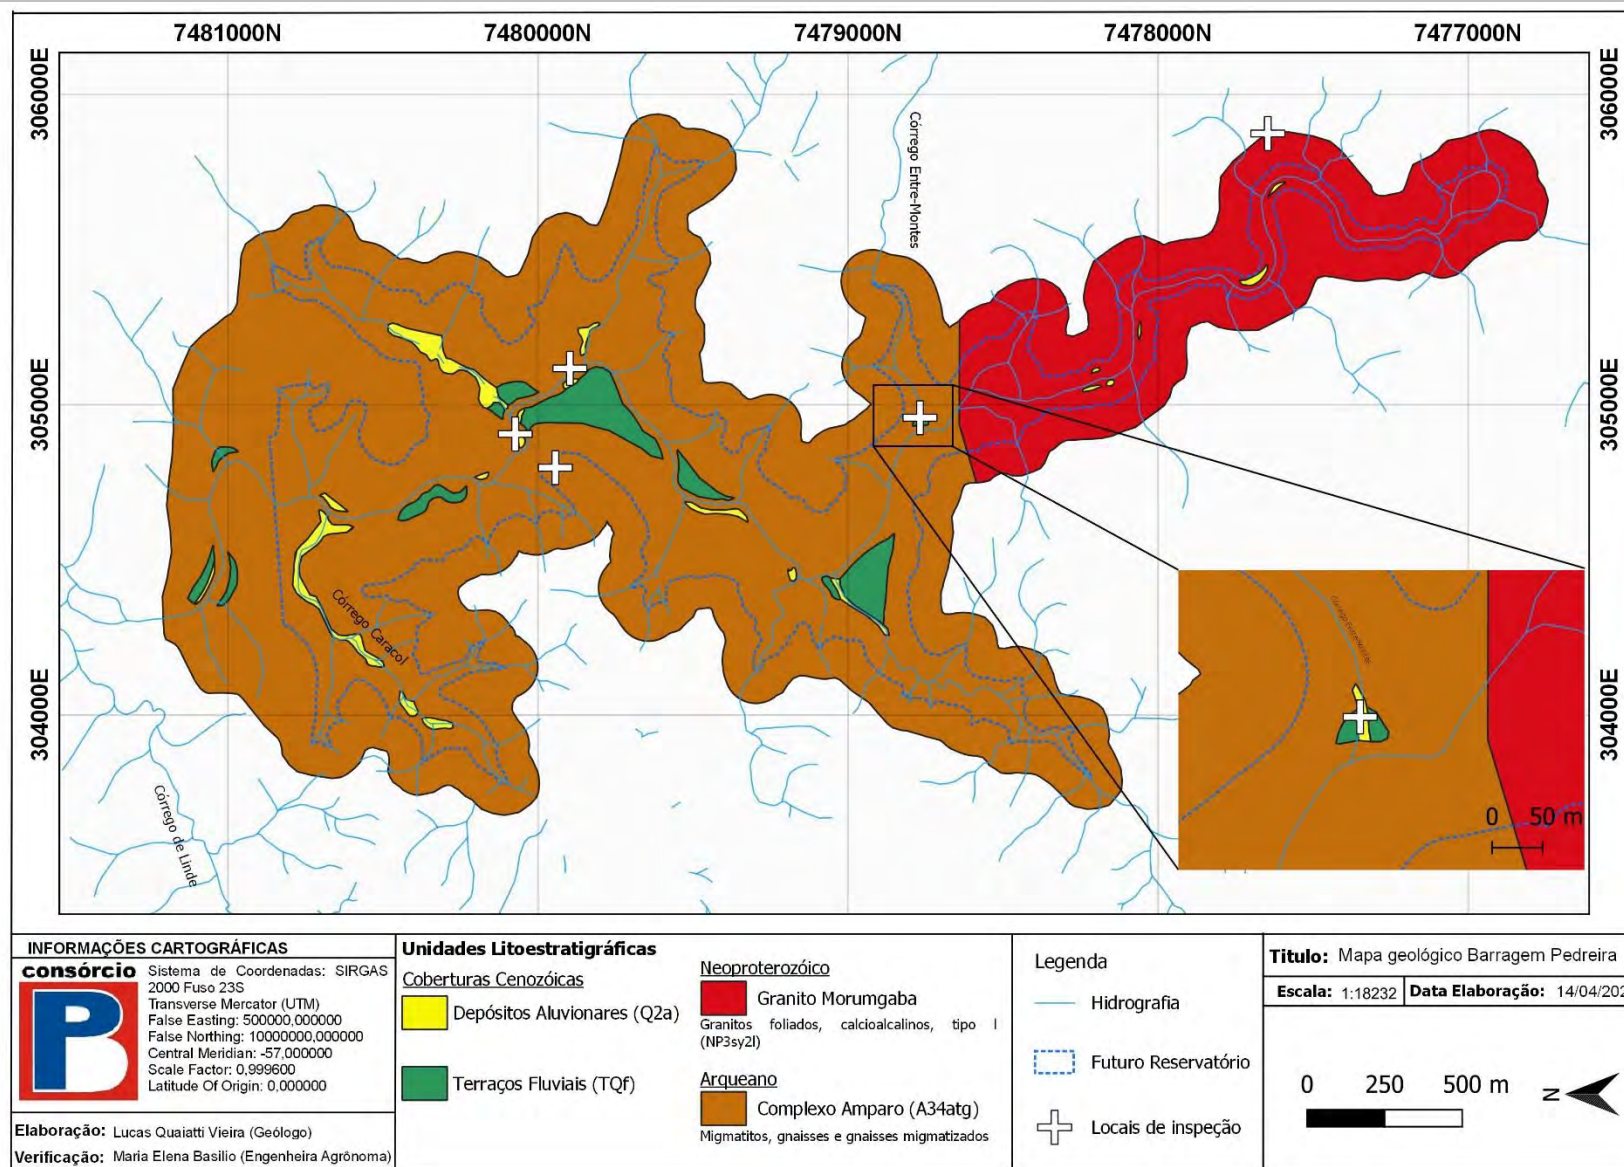 7481000N 7480000N 7479000N 7478000N 7477000N
306000E
306000E
305000E
305000E
304000E
304000E
Córrego Entre-Montes
Córrego Caracol
Córrego de Linde
0 50 m
INFORMAÇÕES CARTOGRÁFICAS
consórcio
PB
Sistema de Coordenadas: SIRGAS
2000 Fuso 23S
Transverse Mercator (UTM)
False Easting: 500000,000000
False Northing: 10000000,000000
Central Meridian: -57,000000
Scale Factor: 0,999600
Latitude Of Origin: 0,000000
Elaboração: Lucas Quaiatti Vieira (Geólogo)
Verificação: Maria Elena Basilio (Engenheira Agrônoma)
Unidades Litoestratigráficas
Coberturas Cenozóicas
Depósitos Aluvionares (Q2a)
Terraços Fluviais (TQf)
Neoproterozóico
Granito Morumgaba
Granitos foliados, calcioalcalinos, tipo I
(NP3sy2I)
Arqueano
Complexo Amparo (A34atg)
Migmatitos, gnaisses e gnaisses migmatizados
Legenda
Hidrografia
Futuro Reservatório
Locais de inspeção
Titulo: Mapa geológico Barragem Pedreira
Escala: 1:18232 Data Elaboração: 14/04/202
0 250 500 m
N